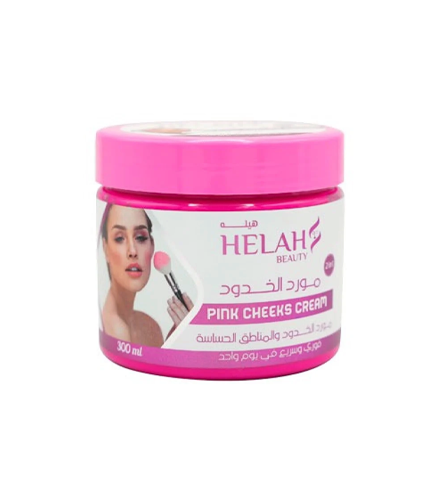 هيله
HELAH
BEAUTY
2in1
مورد الخدود
PINK CHEEKS CREAM
مورد الخدود والمناطق الحساسة
فوري وسريع في يوم واحد
300 ml